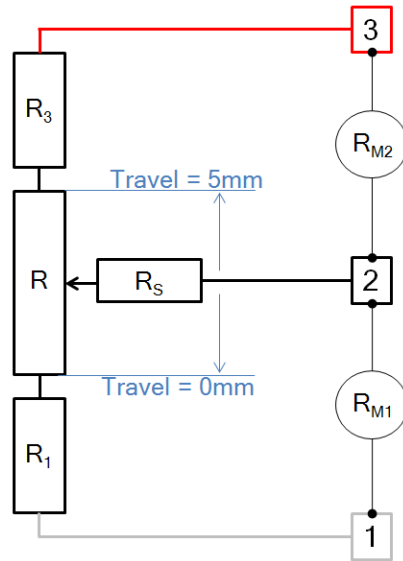 3
R3
RM2
Travel = 5mm
R
RS
2
Travel = 0mm
RM1
R1
1